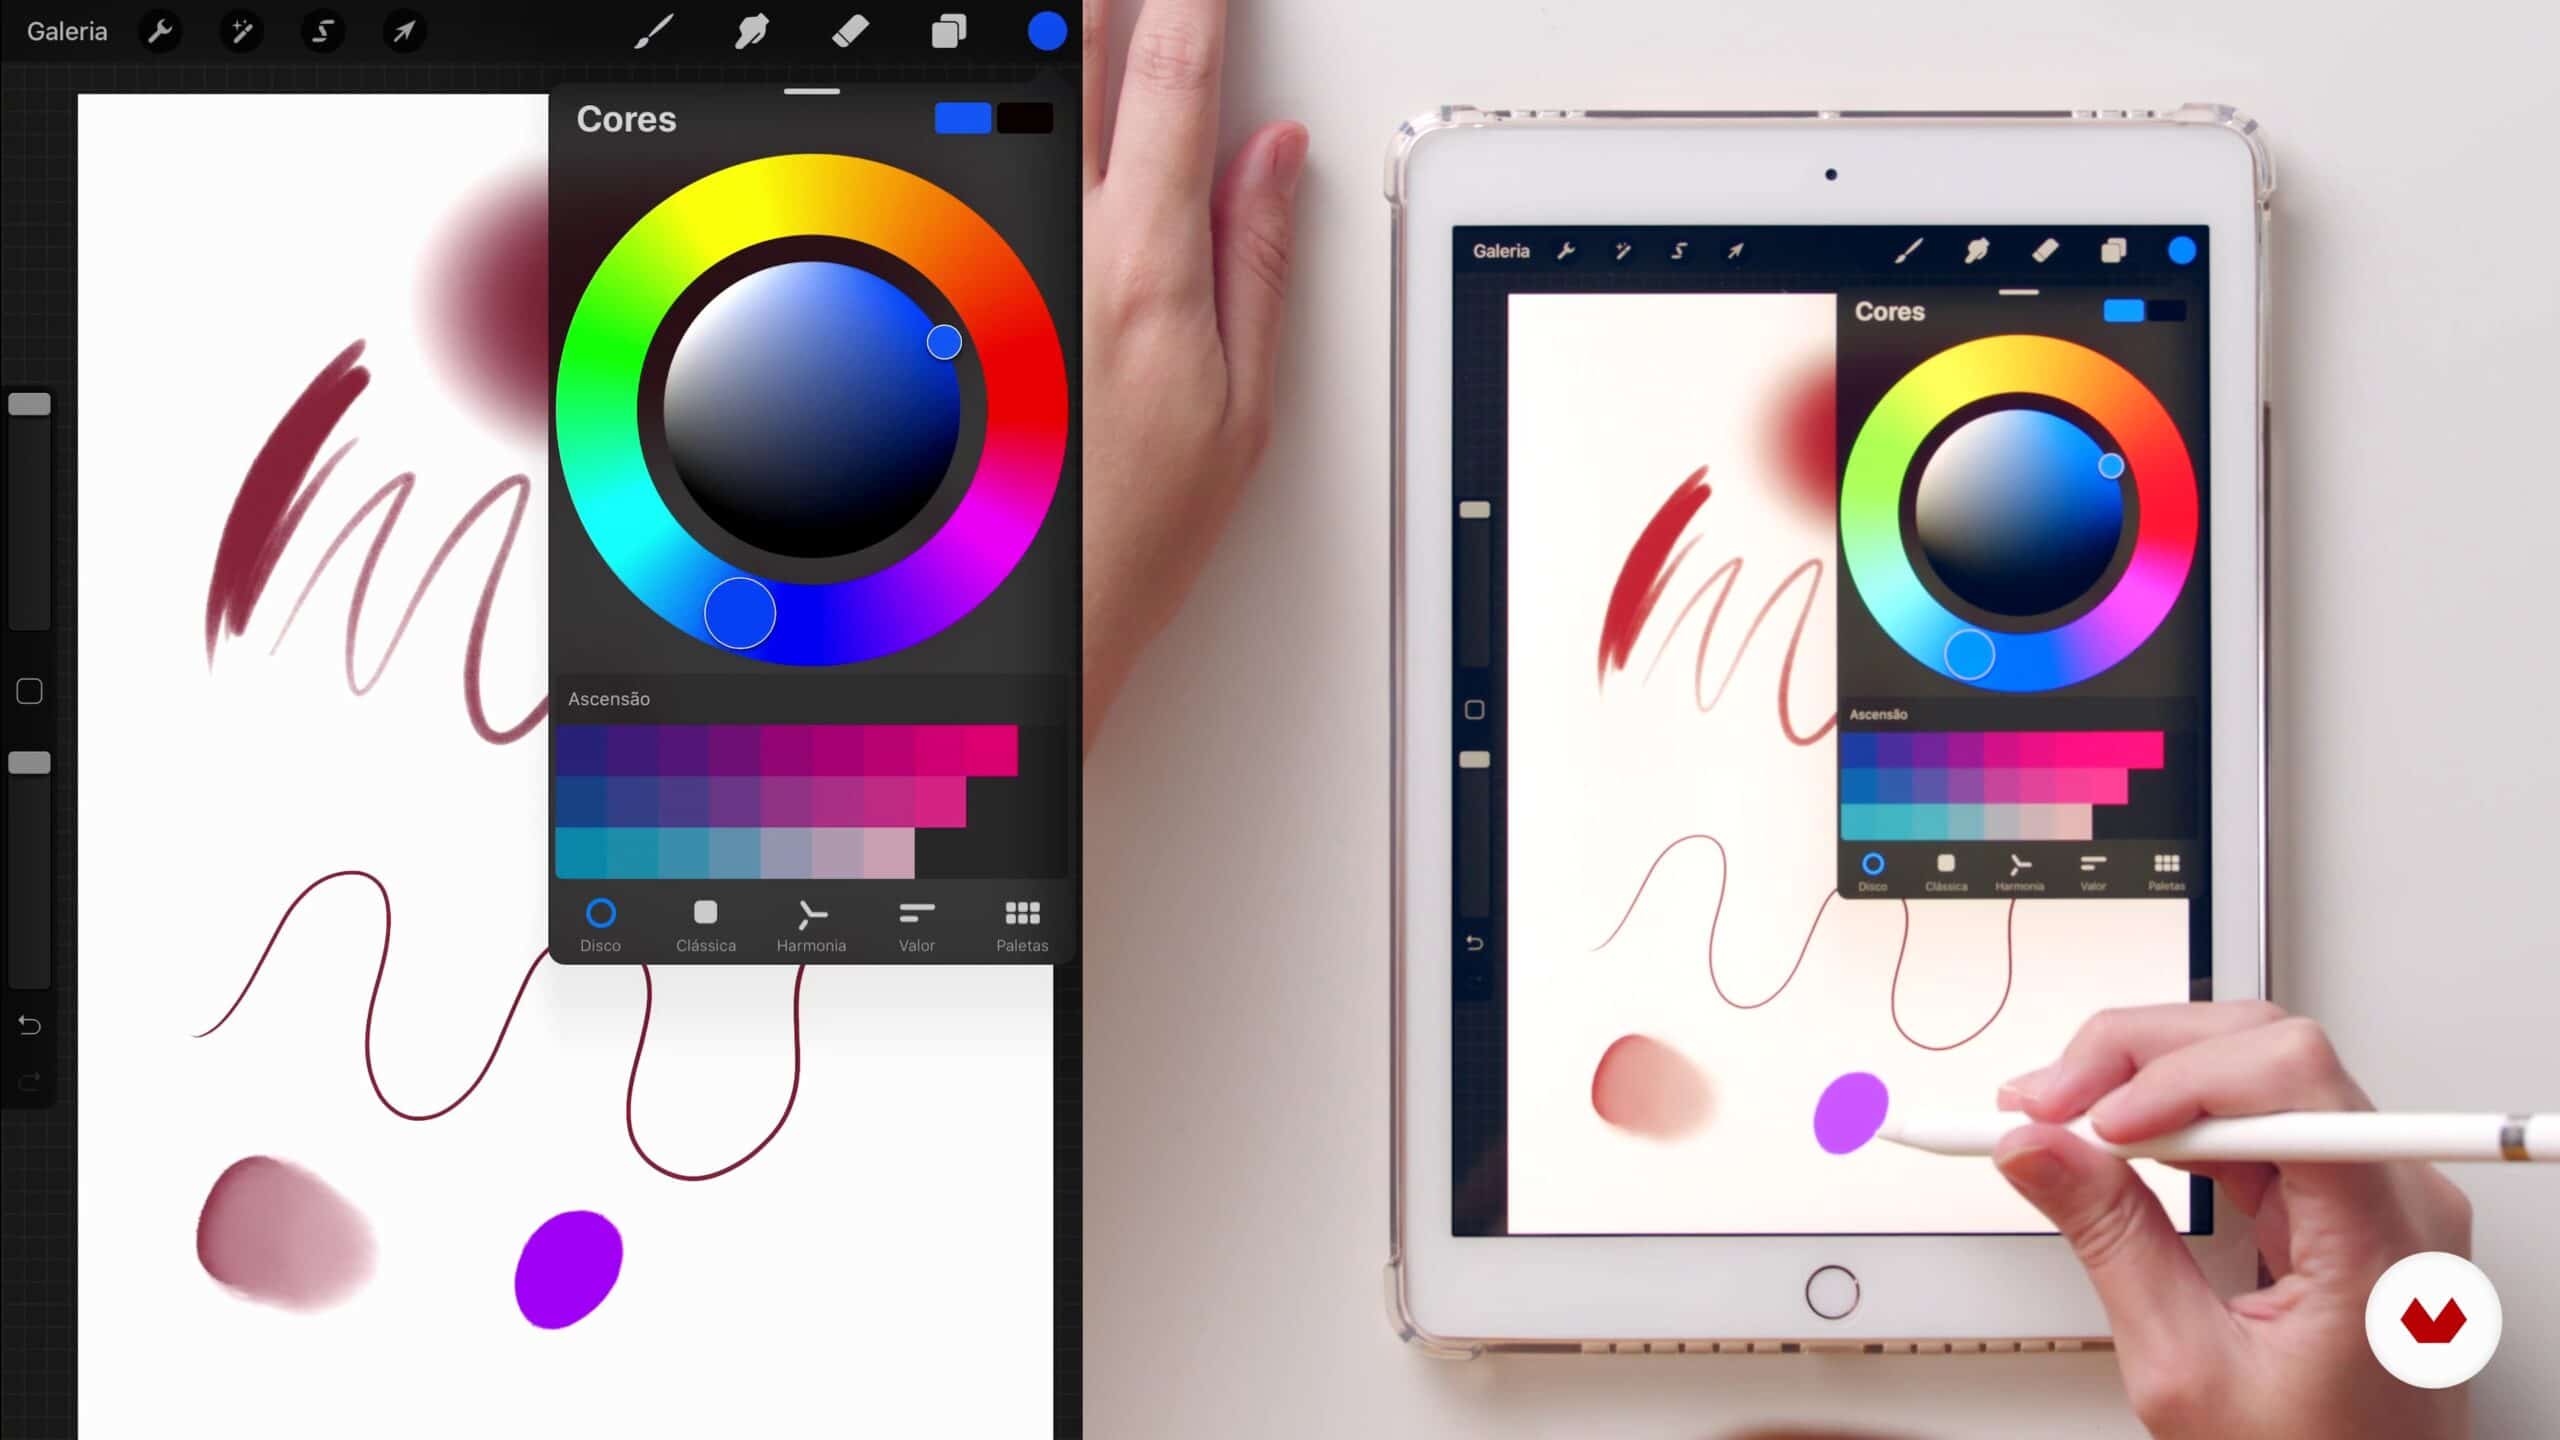 Galeria
Cores
Ascensão
Disco Clássica Harmonia Valor Paletas
Galeria
Cores
Ascensão
Disco Clássica Harmonia Valor Paletas